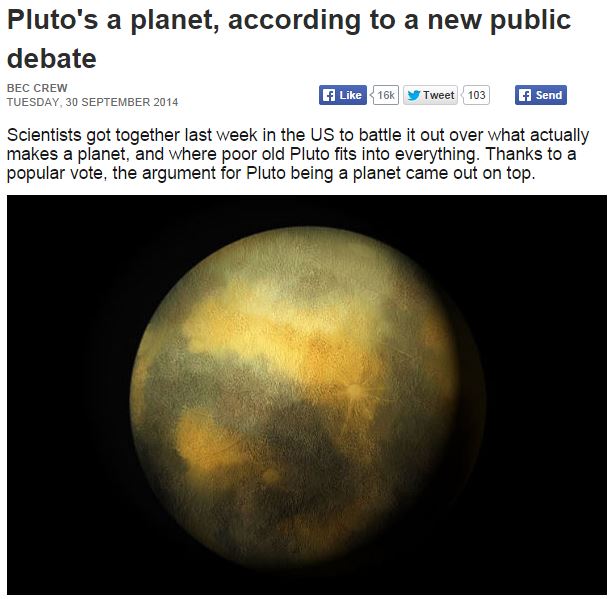 Pluto's a planet, according to a new public
debate
BEC CREW
TUESDAY, 30 SEPTEMBER 2014
Like 16k Tweet 103 Send
Scientists got together last week in the US to battle it out over what actually
makes a planet, and where poor old Pluto fits into everything. Thanks to a
popular vote, the argument for Pluto being a planet came out on top.